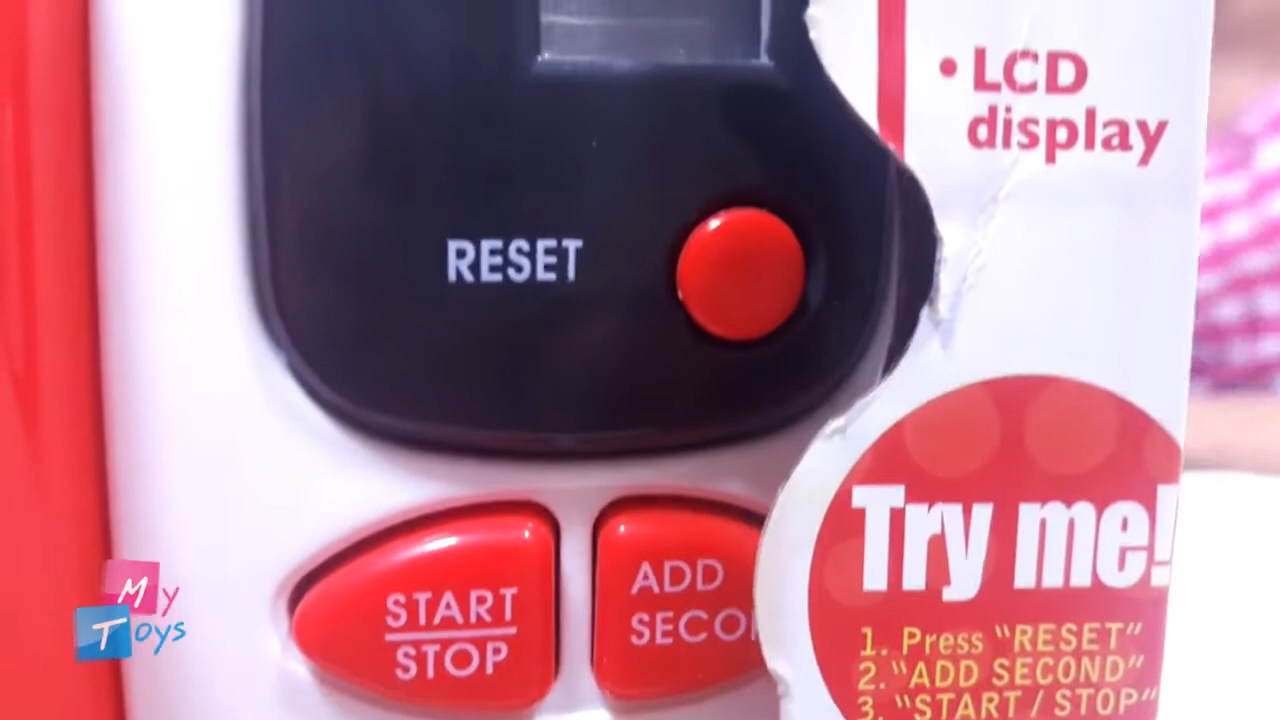 • LCD
display
RESET
START
STOP
ADD
Try me!
1. Press “RESET”
2. “ADD SECOND”
3. “START / STOP”
My
Toys